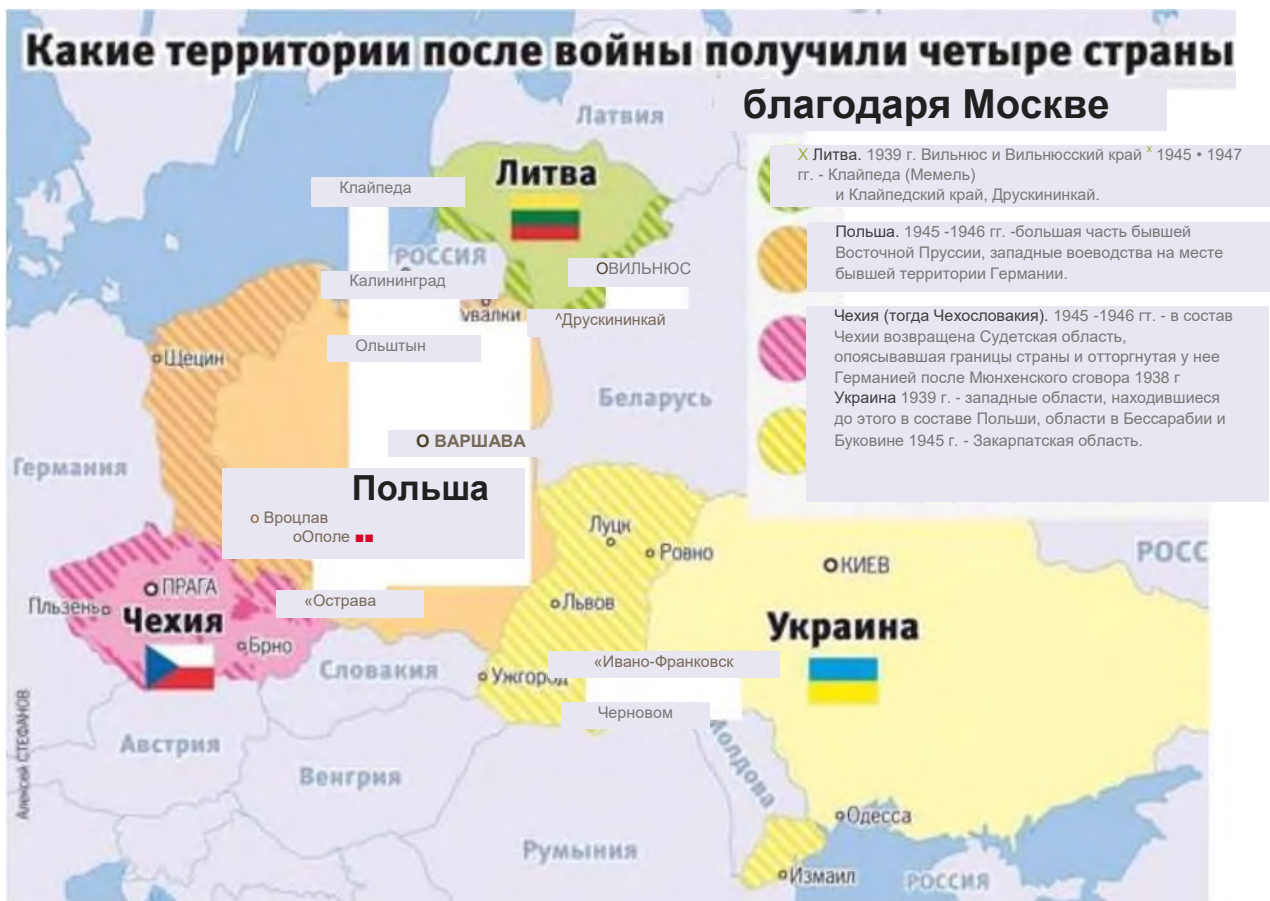 Какие территории после войны получили четыре страны
благодаря Москве
Латвия
X Литва. 1939 г. Вильнюс и Вильнюсский край x 1945 • 1947
гг. - Клайпеда (Мемель)
и Клайпедский край, Друскининкай.
Литва
Клайпеда
Польша. 1945 -1946 гг. -большая часть бывшей
Восточной Пруссии, западные воеводства на месте
бывшей территории Германии.
РОССИЯ
ОВИЛЬНЮС
Калининград
увалки
^Друскининкай
Чехия (тогда Чехословакия). 1945 -1946 гт. - в состав
Чехии возвращена Судетская область,
опоясывавшая границы страны и отторгнутая у нее
Германией после Мюнхенского сговора 1938 г
Украина 1939 г. - западные области, находившиеся
до этого в составе Польши, области в Бессарабии и
Буковине 1945 г. - Закарпатская область.
Ольштын
Щецин
Беларусь
О ВАРШАВА
Германия
Польша
о Вроцлав
оОполе ■■
Луцк
Ровно
КИЕВ
РОСС
ПРАГА
Пльзень
«Острава
Львов
Чехия
Украина
Брно
Словакия
«Ивано-Франковск
Ужгород
Черновом
Молдова
Австрия
Венгрия
Одесса
Румыния
Измаил
РОССИЯ
Алексей СТЕФАНОВ